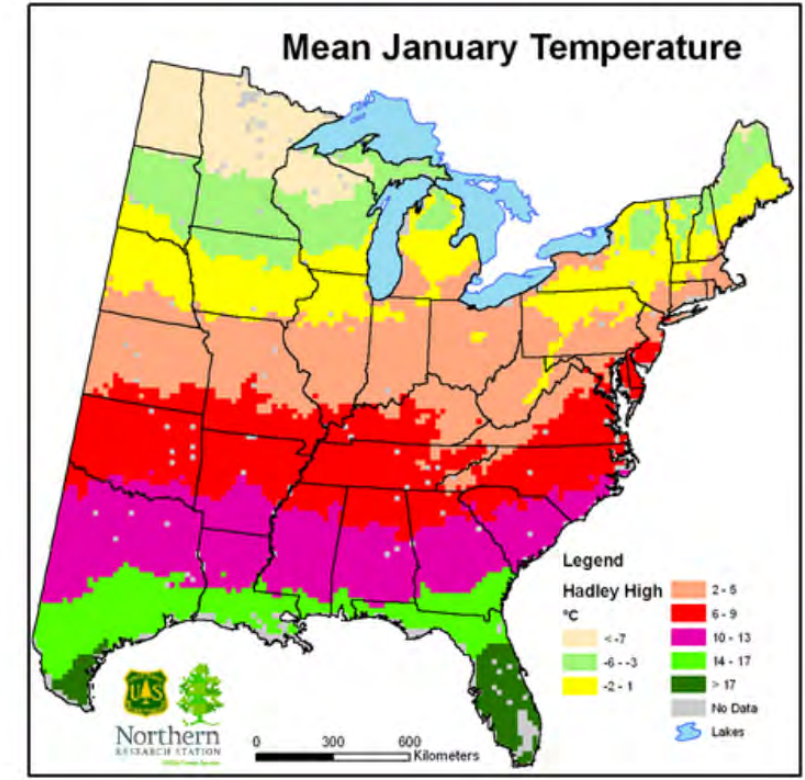 Mean January Temperature
Legend
Hadley High
°C
< -7
-6 - -3
-2 - 1
2 - 5
6 - 9
10 - 13
14 - 17
> 17
No Data
Lakes
U S
Northern
RESEARCH STATION
0 300 600
Kilometers